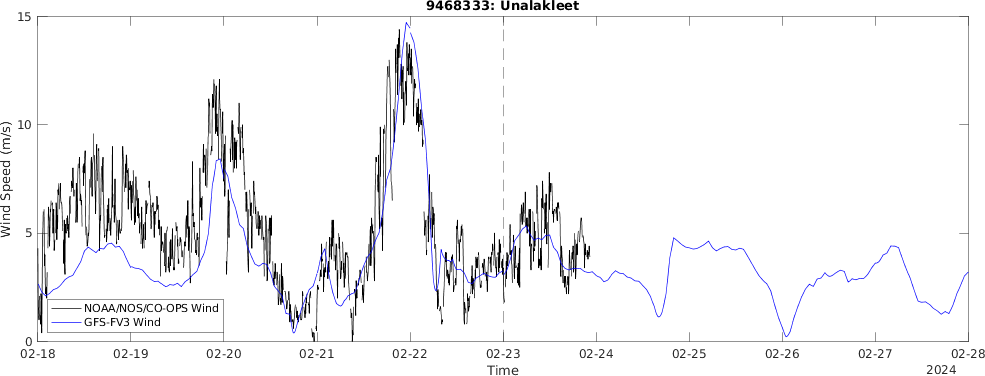 9468333: Unalakleet
Wind Speed (m/s)
15
10
5
0
NOAA/NOS/CO-OPS Wind
GFS-FV3 Wind
02-18 02-19 02-20 02-21 02-22 02-23 02-24 02-25 02-26 02-27 02-28
Time
2024